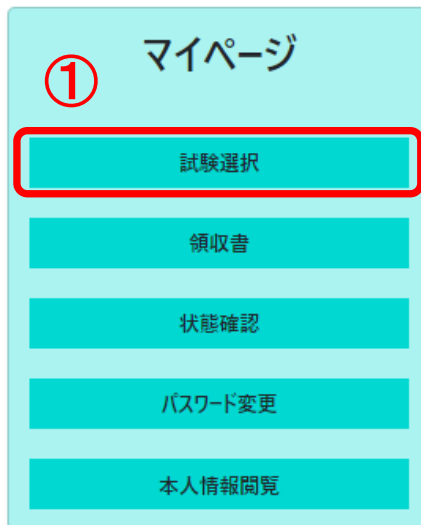 マイページ
①
試験選択
領収書
状態確認
パスワード変更
本人情報閲覧